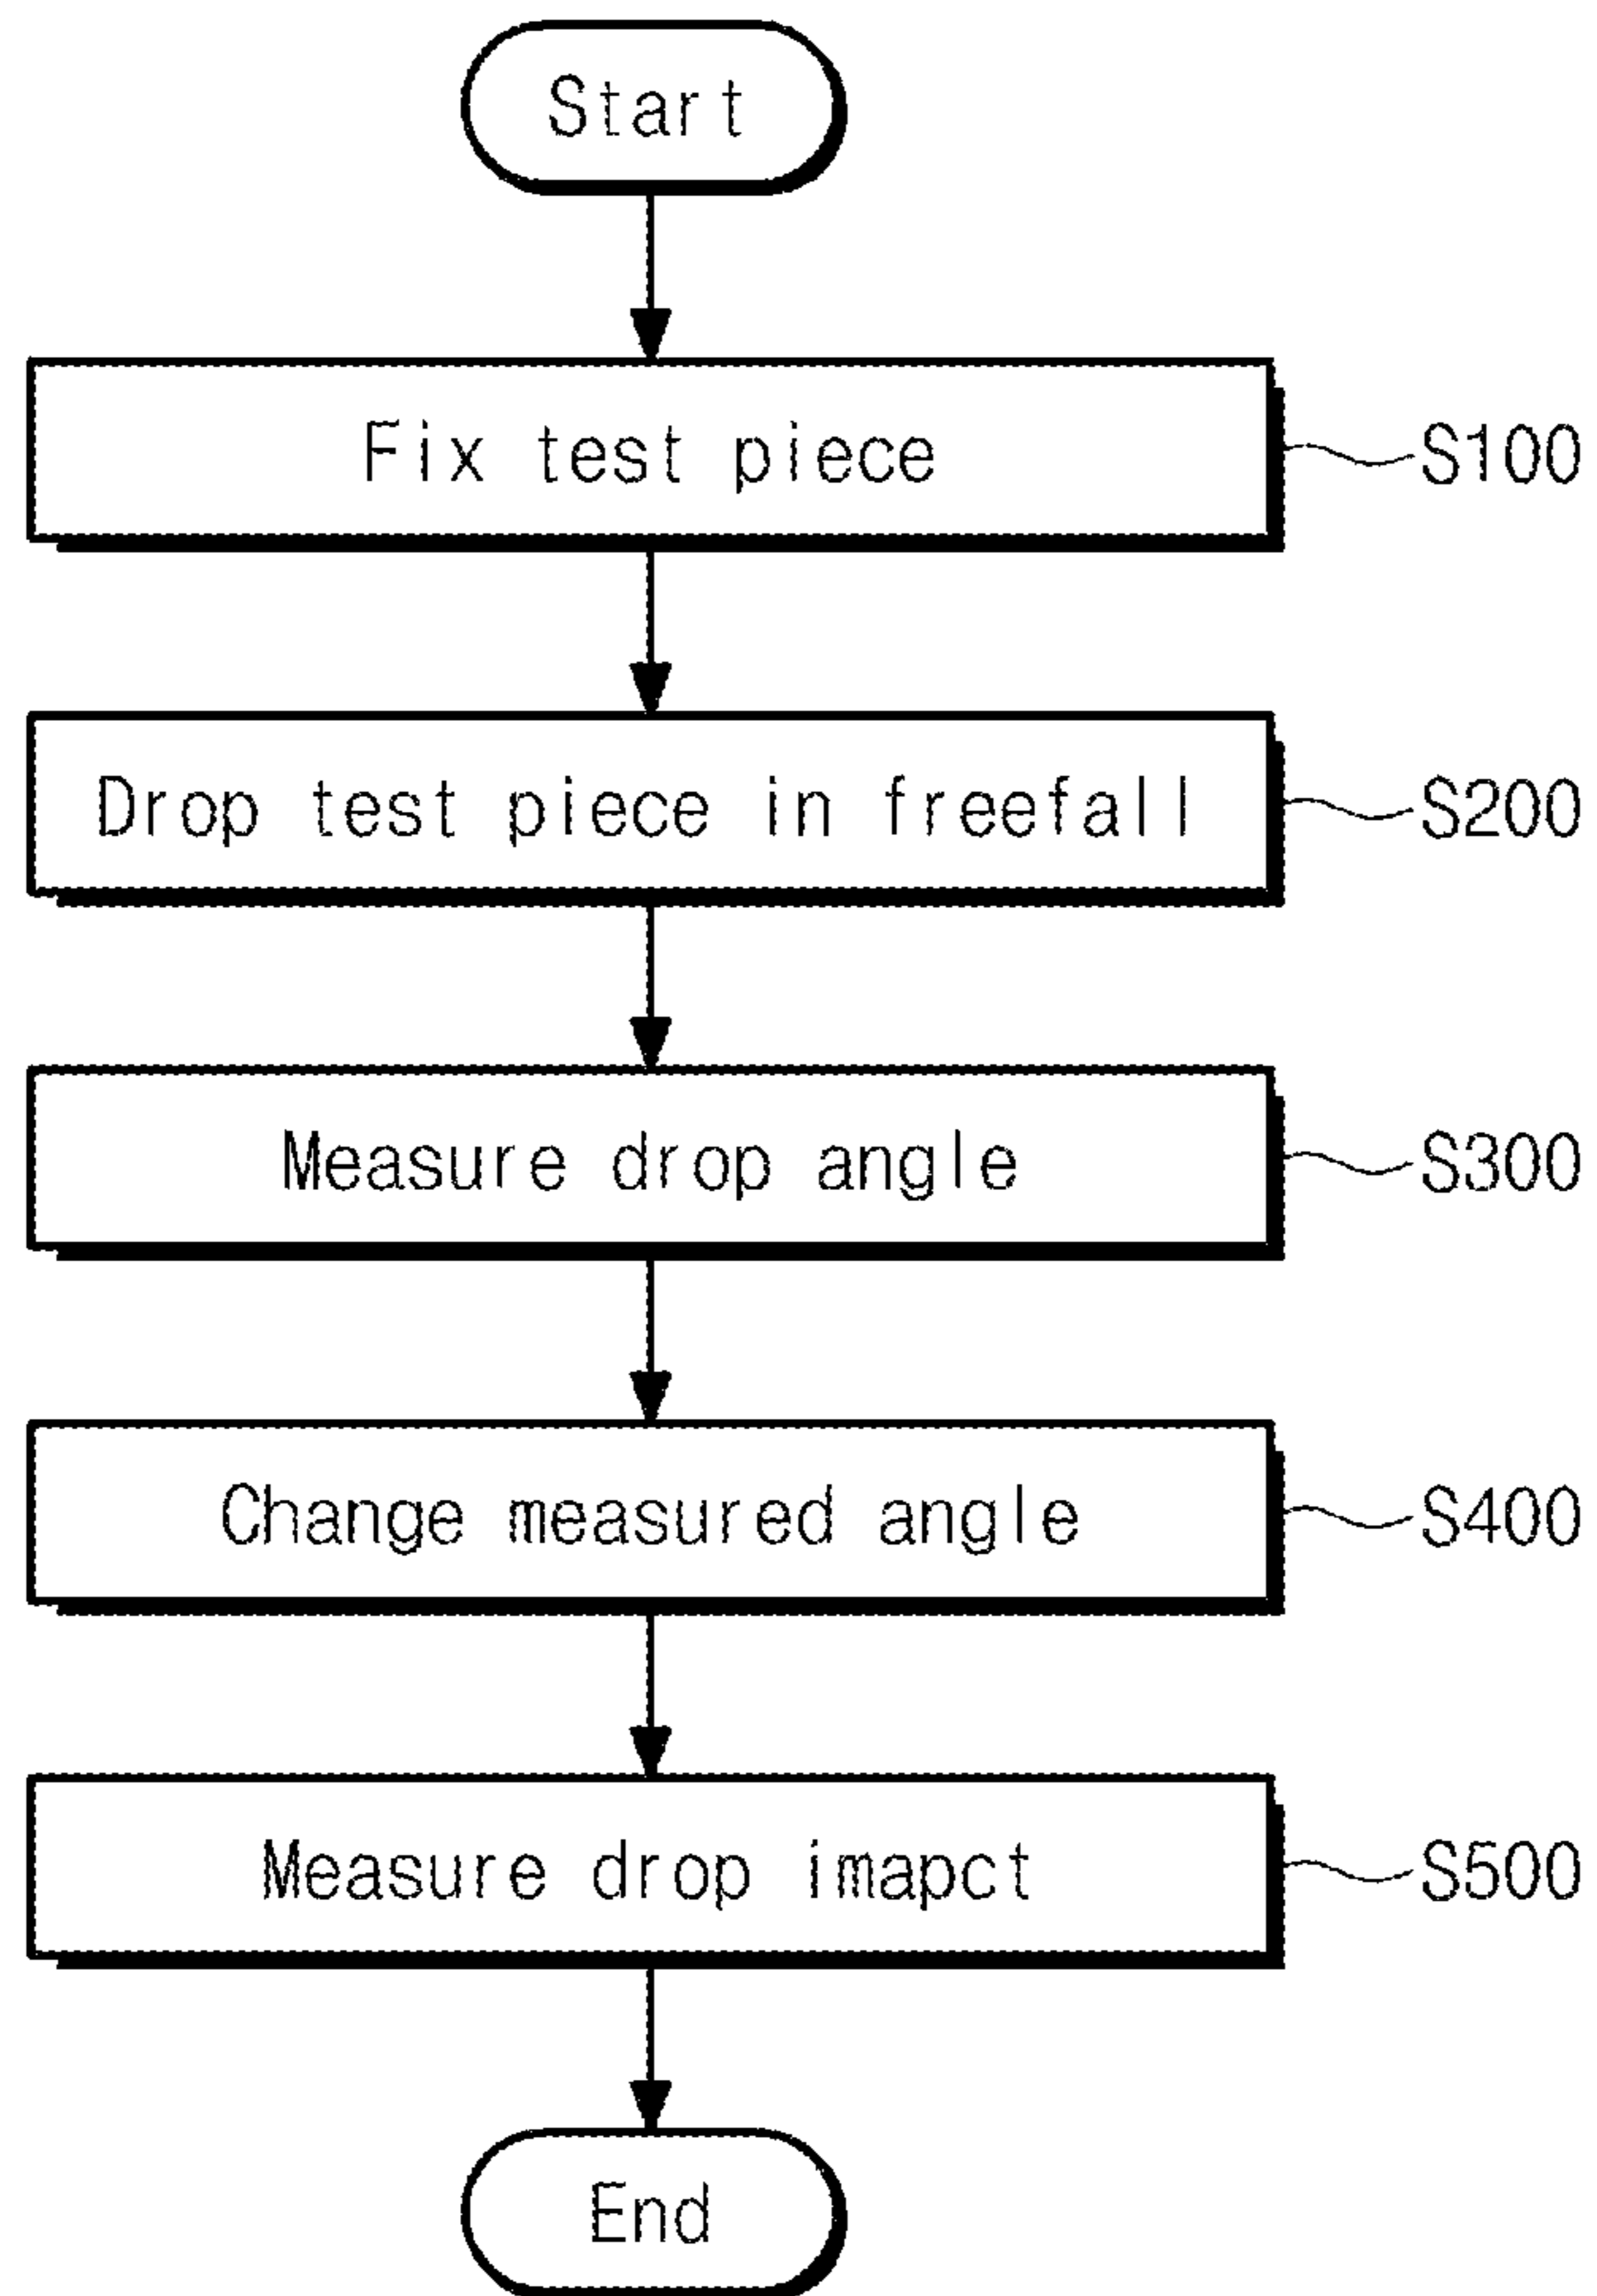 Start
Fix test piece
S100
Drop test piece in freefall
S200
Measure drop angle
S300
Change measured angle
S400
Measure drop imapct
S500
End